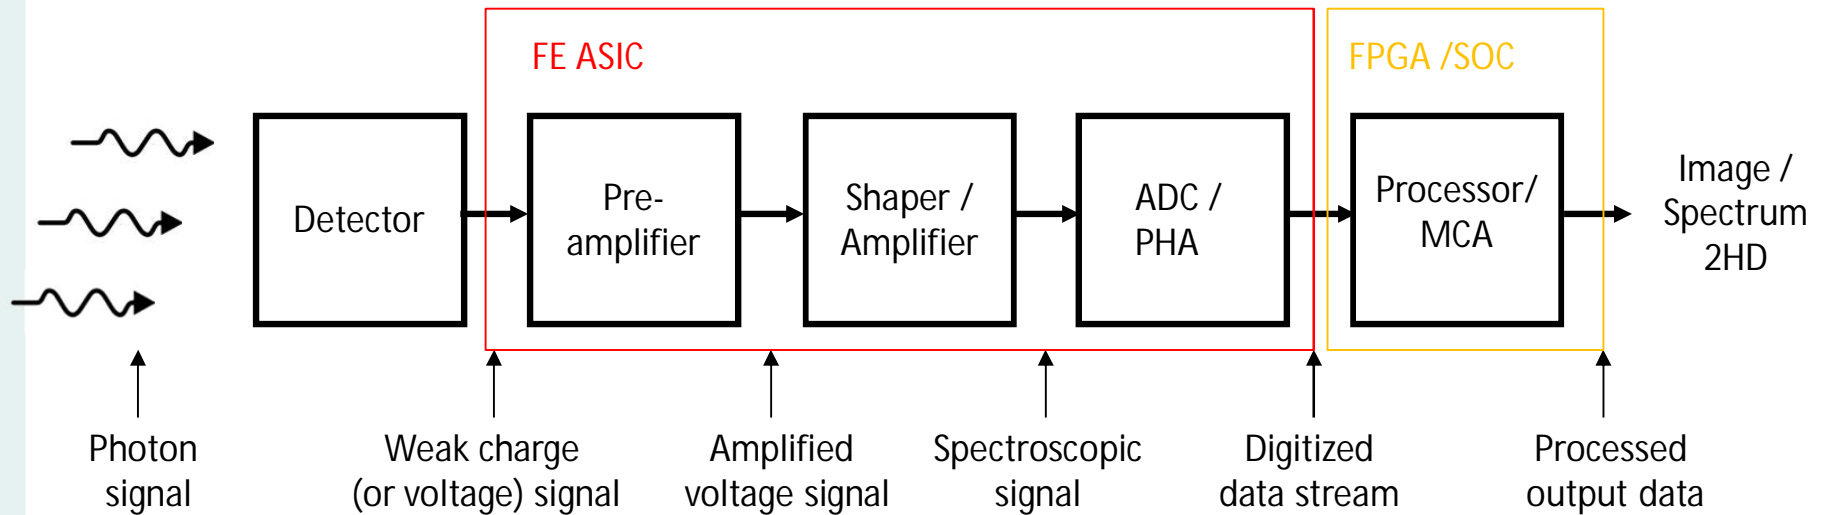 FE ASIC
FPGA /SOC
Detector
Pre-
amplifier
Shaper /
Amplifier
ADC /
PHA
Processor/
MCA
Image /
Spectrum
2HD
Photon
signal
Weak charge
(or voltage) signal
Amplified
voltage signal
Spectroscopic
signal
Digitized
data stream
Processed
output data